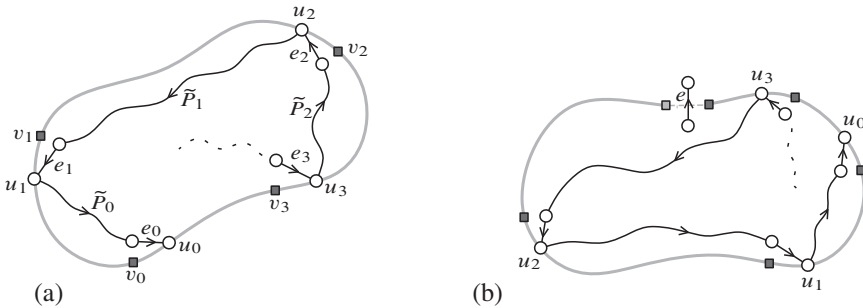 u₂
v₂
e₂
P̃₁
P̃₂
v₁
e₁
u₁
e₃
u₃
v₃
P̃₀
e₀
u₀
v₀
(a)
u₃
e
u₀
u₂
u₁
(b)